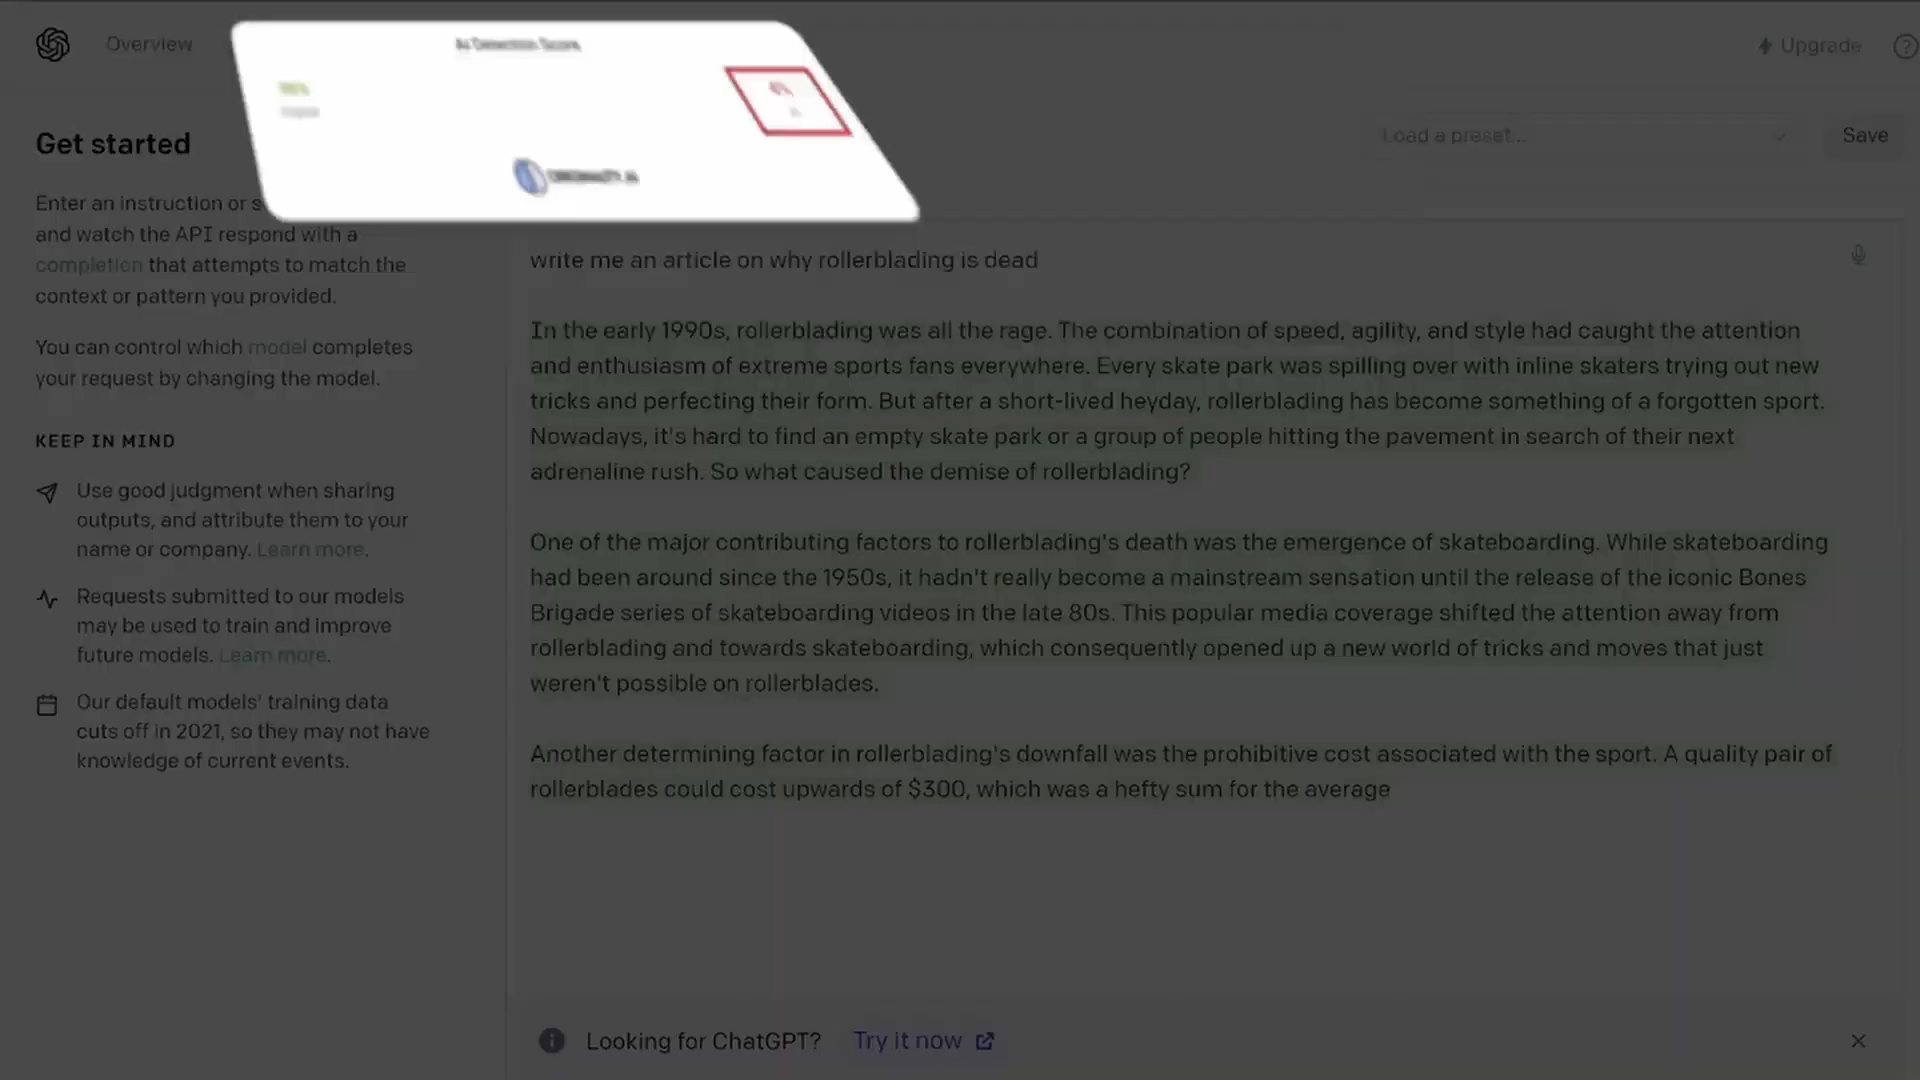 Overview
Upgrade
AI Detection Score
ORIGINALITY.AI
Get started
Load a preset...
Save
Enter an instruction or s
and watch the API respond with a
completion that attempts to match the
context or pattern you provided.
You can control which model completes
your request by changing the model.
KEEP IN MIND
Use good judgment when sharing
outputs, and attribute them to your
name or company. Learn more.
Requests submitted to our models
may be used to train and improve
future models. Learn more.
Our default models' training data
cuts off in 2021, so they may not have
knowledge of current events.
write me an article on why rollerblading is dead
In the early 1990s, rollerblading was all the rage. The combination of speed, agility, and style had caught the attention
and enthusiasm of extreme sports fans everywhere. Every skate park was spilling over with inline skaters trying out new
tricks and perfecting their form. But after a short-lived heyday, rollerblading has become something of a forgotten sport.
Nowadays, it's hard to find an empty skate park or a group of people hitting the pavement in search of their next
adrenaline rush. So what caused the demise of rollerblading?
One of the major contributing factors to rollerblading's death was the emergence of skateboarding. While skateboarding
had been around since the 1950s, it hadn't really become a mainstream sensation until the release of the iconic Bones
Brigade series of skateboarding videos in the late 80s. This popular media coverage shifted the attention away from
rollerblading and towards skateboarding, which consequently opened up a new world of tricks and moves that just
weren't possible on rollerblades.
Another determining factor in rollerblading's downfall was the prohibitive cost associated with the sport. A quality pair of
rollerblades could cost upwards of $300, which was a hefty sum for the average
Looking for ChatGPT? Try it now